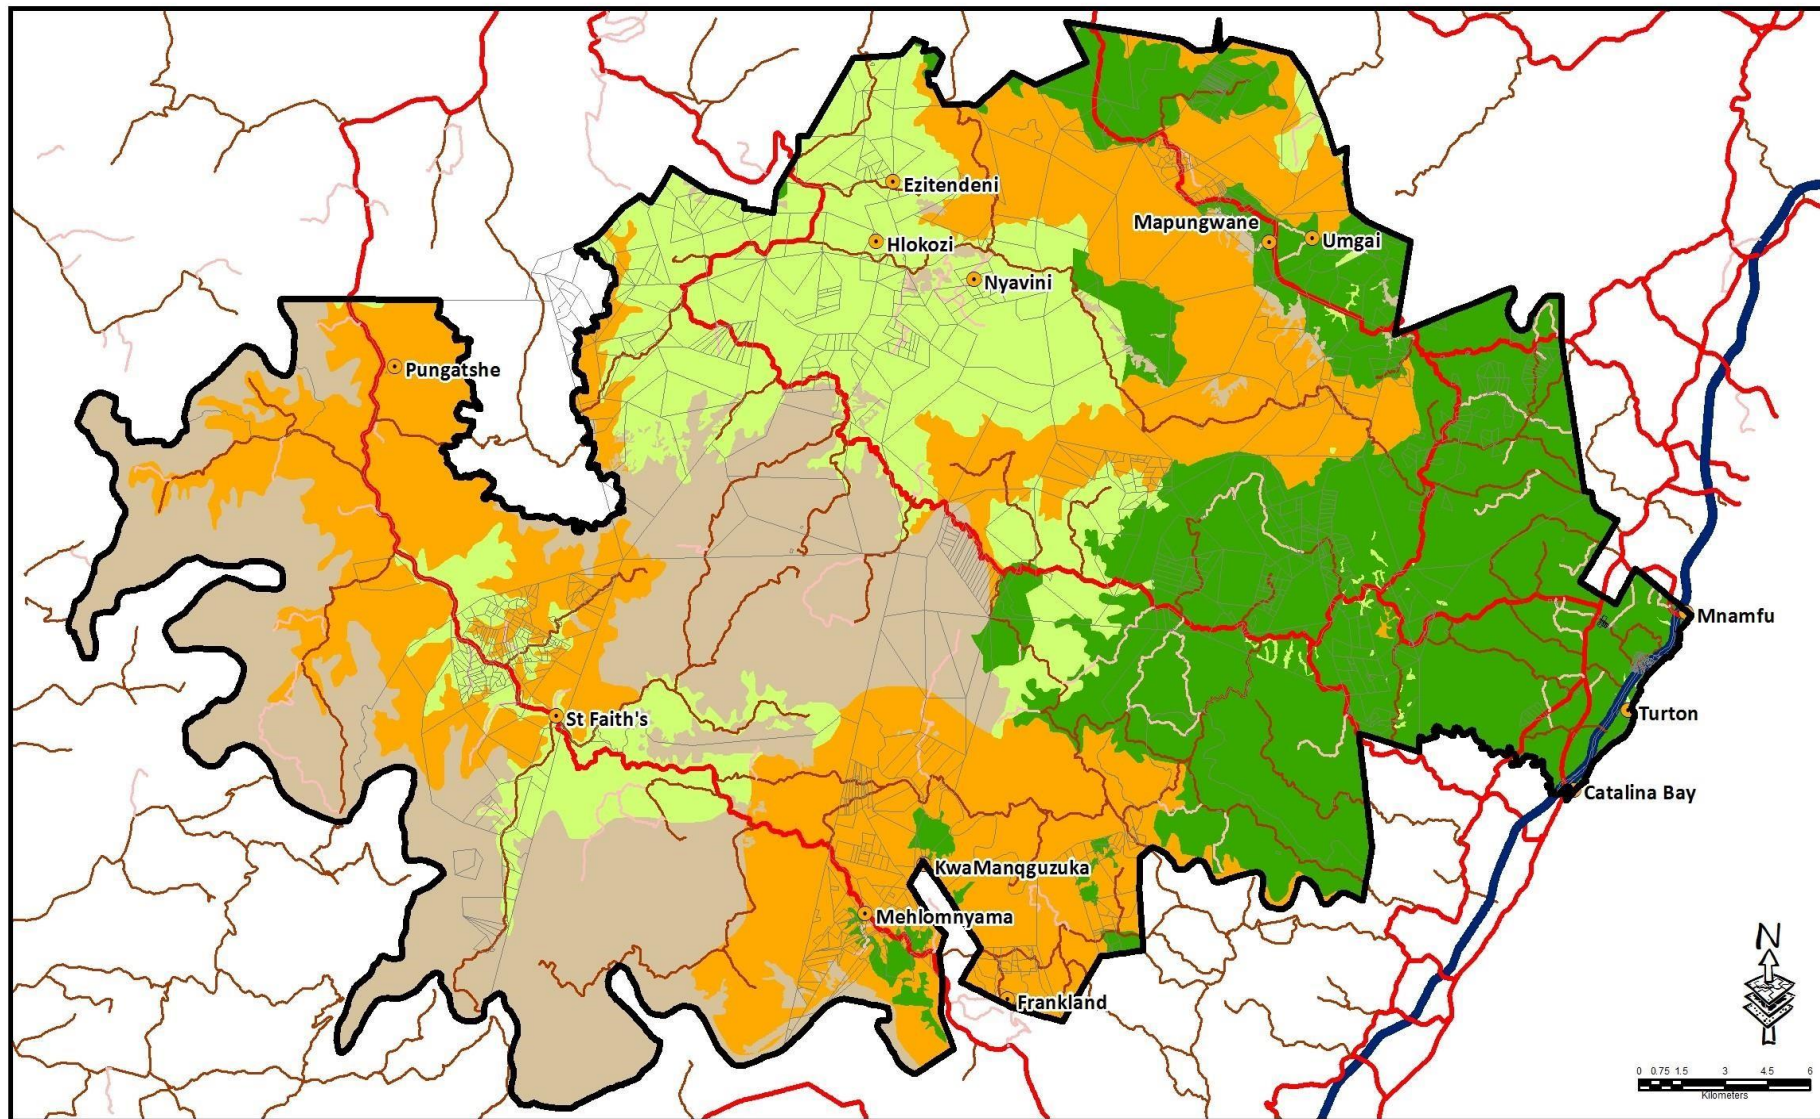 Ezitendeni
Mapungwane
Umgai
Hlokozi
Nyavini
Pungatshe
Mnamfu
St Faith's
Turton
Catalina Bay
KwaManqguzuka
Mehlomnyama
Frankland
N
0 0.75 1.5 3 4.5 6
Kilometers